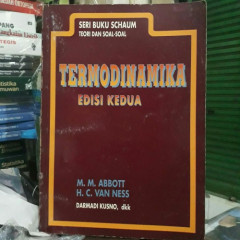 SERI BUKU SCHAUM
TEORI DAN SOAL-SOAL
TERMODINAMIKA
EDISI KEDUA
M. M. ABBOTT
H. C. VAN NESS
DARMADI KUSNO, dkk